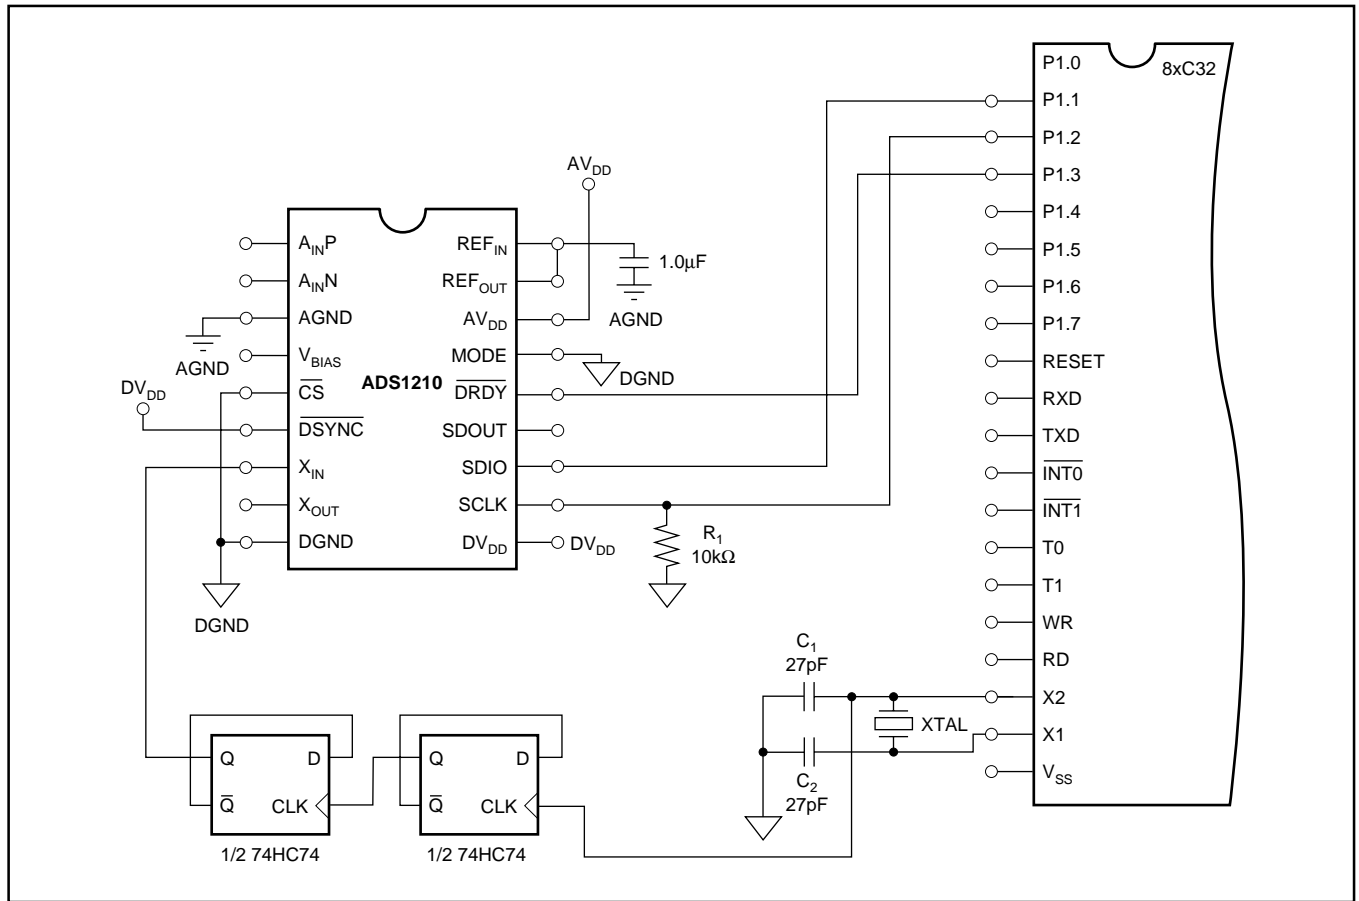 P1.0
8xC32
P1.1
P1.2
P1.3
P1.4
P1.5
P1.6
P1.7
RESET
RXD
TXD
INT0
INT1
T0
T1
WR
RD
X2
X1
VSS
AVDD
AINP
AINN
AGND
VBIAS
CS
DSYNC
XIN
XOUT
DGND
ADS1210
REFIN
REFOUT
AVDD
MODE
DRDY
SDOUT
SDIO
SCLK
DVDD
1.0μF
AGND
DGND
AGND
DVDD
DVDD
R1
10kΩ
DGND
C1
27pF
XTAL
C2
27pF
Q
D
Q
CLK
1/2 74HC74
Q
D
Q
CLK
1/2 74HC74